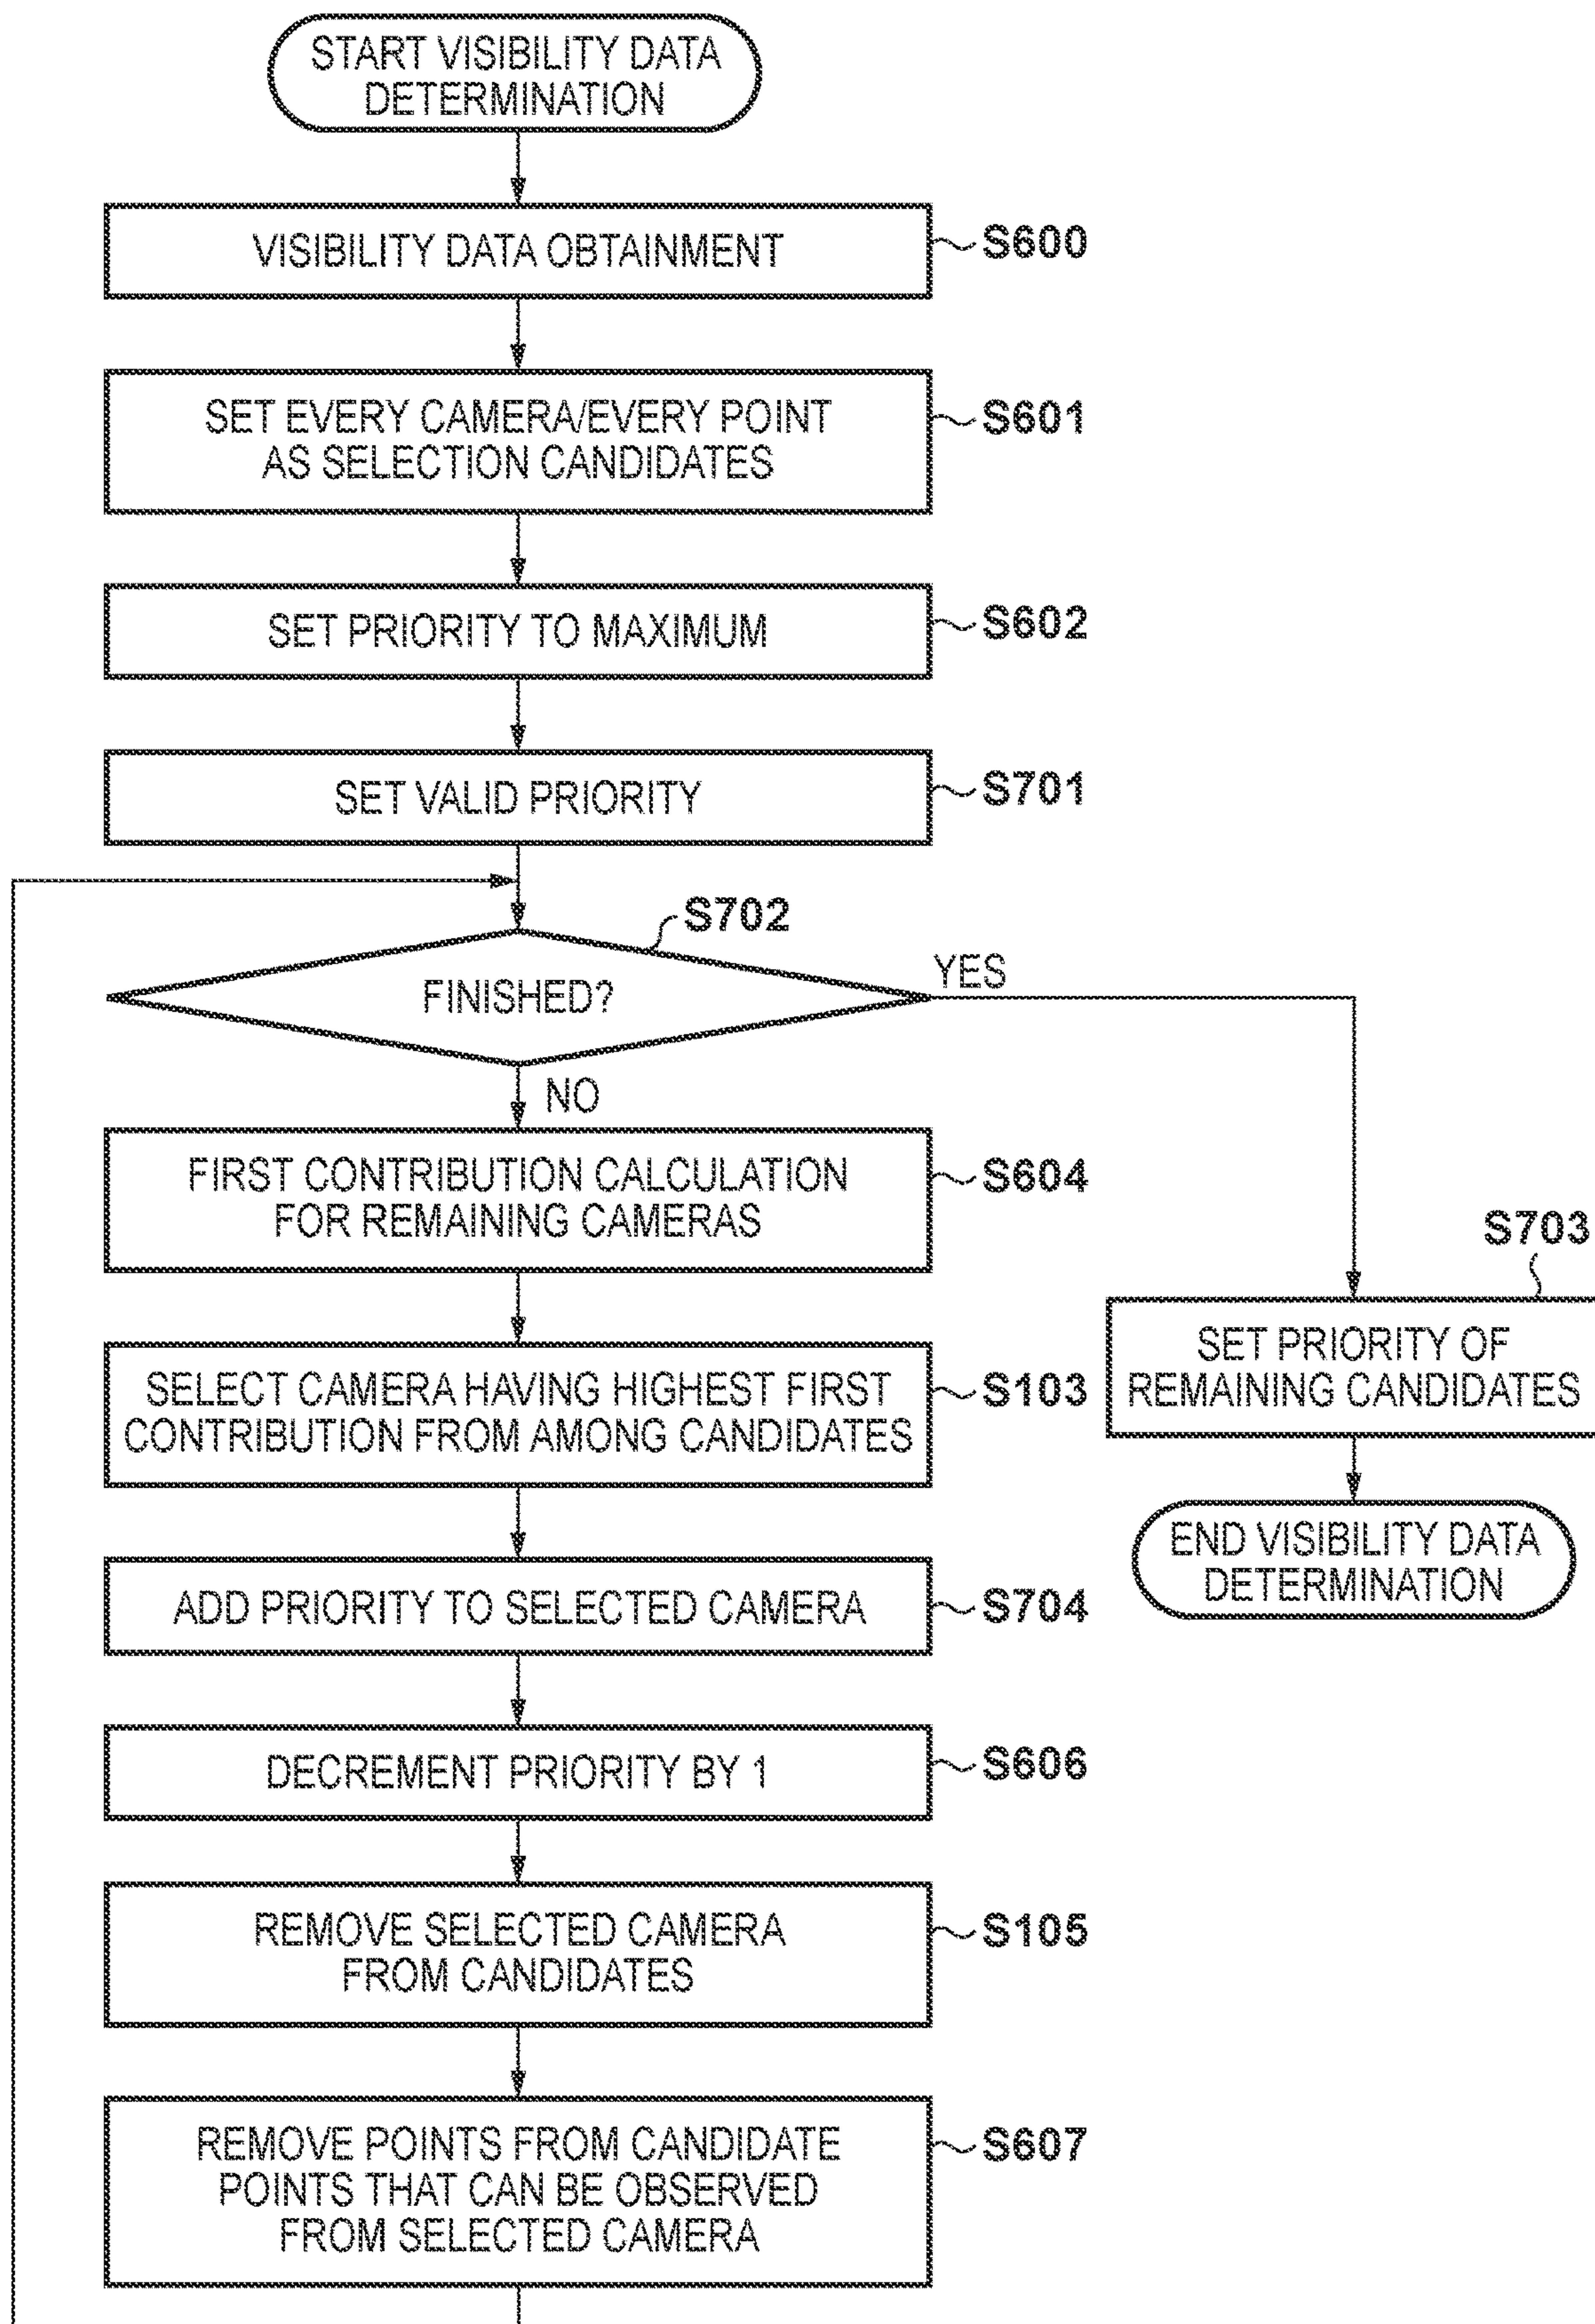 START VISIBILITY DATA
DETERMINATION
VISIBILITY DATA OBTAINMENT
S600
SET EVERY CAMERA/EVERY POINT
AS SELECTION CANDIDATES
S601
SET PRIORITY TO MAXIMUM
S602
SET VALID PRIORITY
S701
S702
FINISHED?
YES
NO
FIRST CONTRIBUTION CALCULATION
FOR REMAINING CAMERAS
S604
S703
SET PRIORITY OF
REMAINING CANDIDATES
SELECT CAMERA HAVING HIGHEST FIRST
CONTRIBUTION FROM AMONG CANDIDATES
S103
END VISIBILITY DATA
DETERMINATION
ADD PRIORITY TO SELECTED CAMERA
S704
DECREMENT PRIORITY BY 1
S606
REMOVE SELECTED CAMERA
FROM CANDIDATES
S105
REMOVE POINTS FROM CANDIDATE
POINTS THAT CAN BE OBSERVED
FROM SELECTED CAMERA
S607